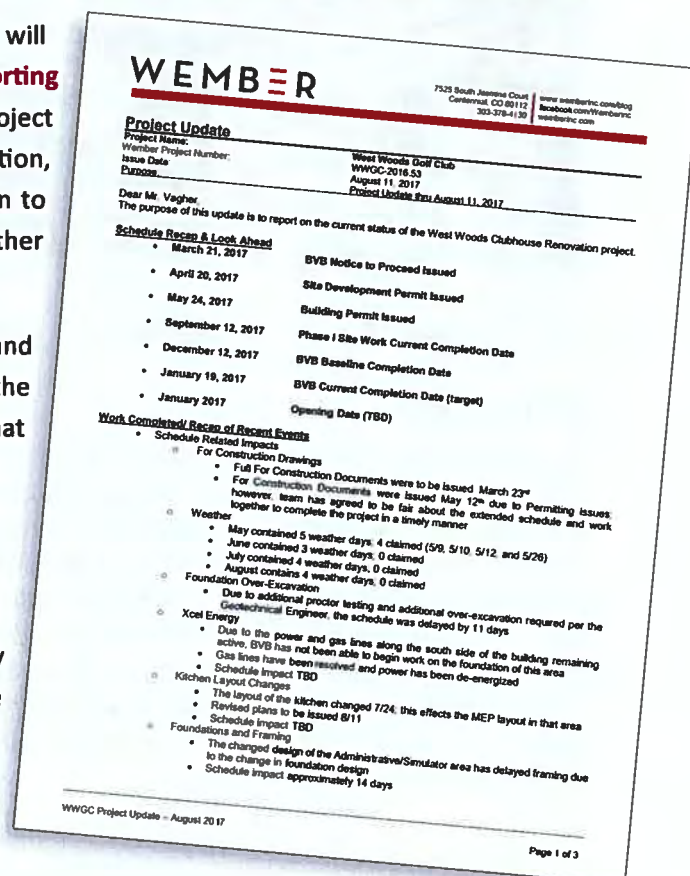 will
orting
oject
tion,
n to
ther
and
the
nat
WEMBER
7525 South Jasmine Court
Centennial, CO 80112
303-378-4130
www.wemberinc.com/blog
facebook.com/Wemberinc
wemberinc.com
Project Update
Project Name: West Woods Golf Club
Wember Project Number: WWGC-2016.53
Issue Date: August 11, 2017
Purpose: Project Update thru August 11, 2017
Dear Mr. Vagher,
The purpose of this update is to report on the current status of the West Woods Clubhouse Renovation project.
Schedule Recap & Look Ahead
• March 21, 2017 BVB Notice to Proceed Issued
• April 20, 2017 Site Development Permit Issued
• May 24, 2017 Building Permit Issued
• September 12, 2017 Phase I Site Work Current Completion Date
• December 12, 2017 BVB Baseline Completion Date
• January 19, 2017 BVB Current Completion Date (target)
• January 2017 Opening Date (TBD)
Work Completed/ Recap of Recent Events
• Schedule Related Impacts
o For Construction Drawings
• Full For Construction Documents were to be issued March 23rd
• For Construction Documents were issued May 12th due to Permitting issues;
however, team has agreed to be fair about the extended schedule and work
together to complete the project in a timely manner
o Weather
• May contained 5 weather days; 4 claimed (5/9, 5/10, 5/12, and 5/26)
• June contained 3 weather days; 0 claimed
• July contained 4 weather days, 0 claimed
• August contains 4 weather days; 0 claimed
o Foundation Over-Excavation
• Due to additional proctor testing and additional over-excavation required per the
Geotechnical Engineer, the schedule was delayed by 11 days
o Xcel Energy
• Due to the power and gas lines along the south side of the building remaining
active, BVB has not been able to begin work on the foundation of this area
• Gas lines have been resolved and power has been de-energized
• Schedule Impact TBD
o Kitchen Layout Changes
• The layout of the kitchen changed 7/24; this effects the MEP layout in that area
• Revised plans to be issued 8/11
• Schedule impact TBD
o Foundations and Framing
• The changed design of the Administrative/Simulator area has delayed framing due
to the change in foundation design
• Schedule Impact approximately 14 days
WWGC Project Update – August 2017
Page 1 of 3